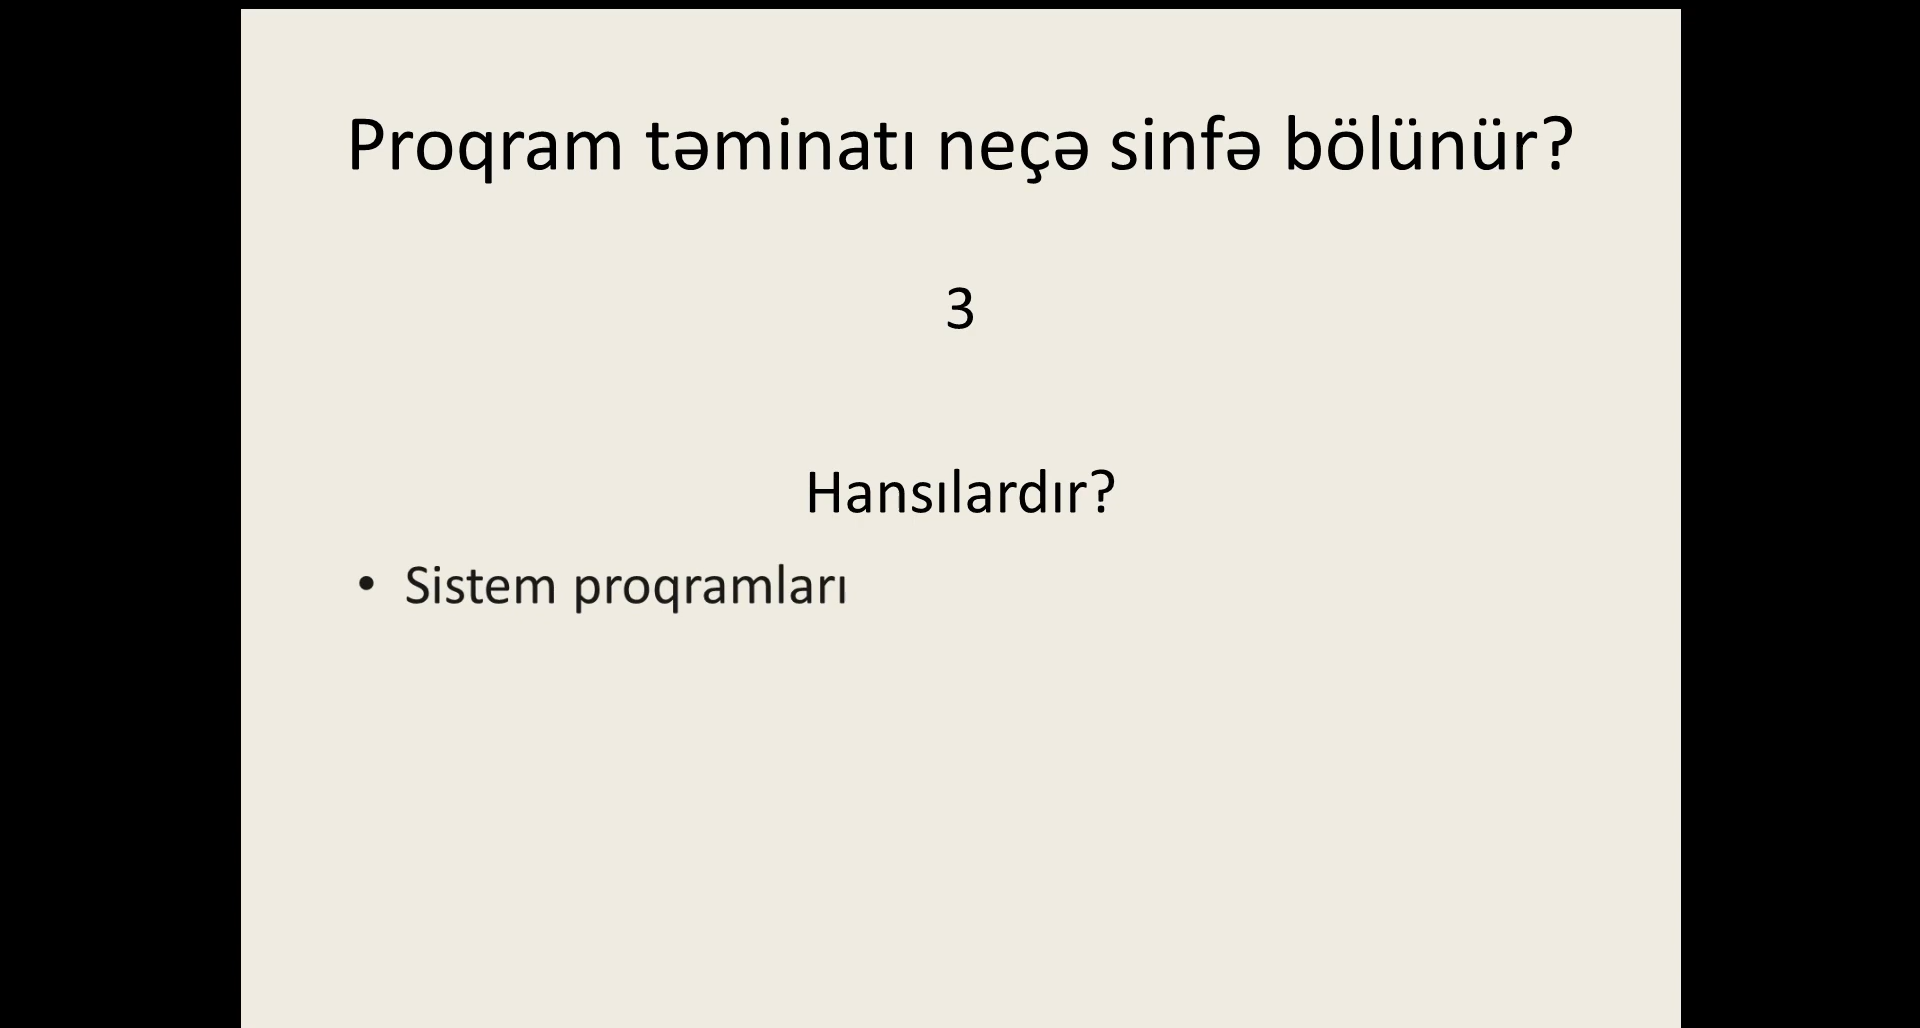 Proqram təminatı neçə sinfə bölünür?
3
Hansılardır?
• Sistem proqramları